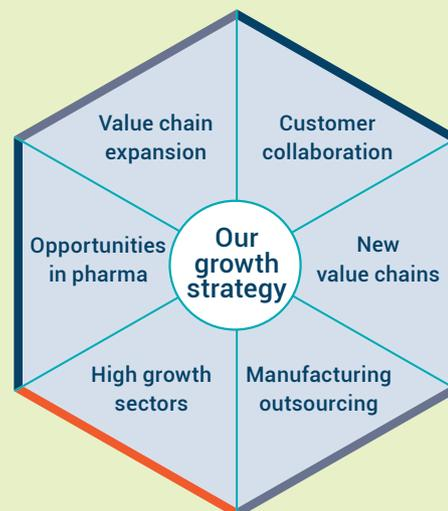 Value chain
expansion
Customer
collaboration
Opportunities
in pharma
Our
growth
strategy
New
value chains
High growth
sectors
Manufacturing
outsourcing